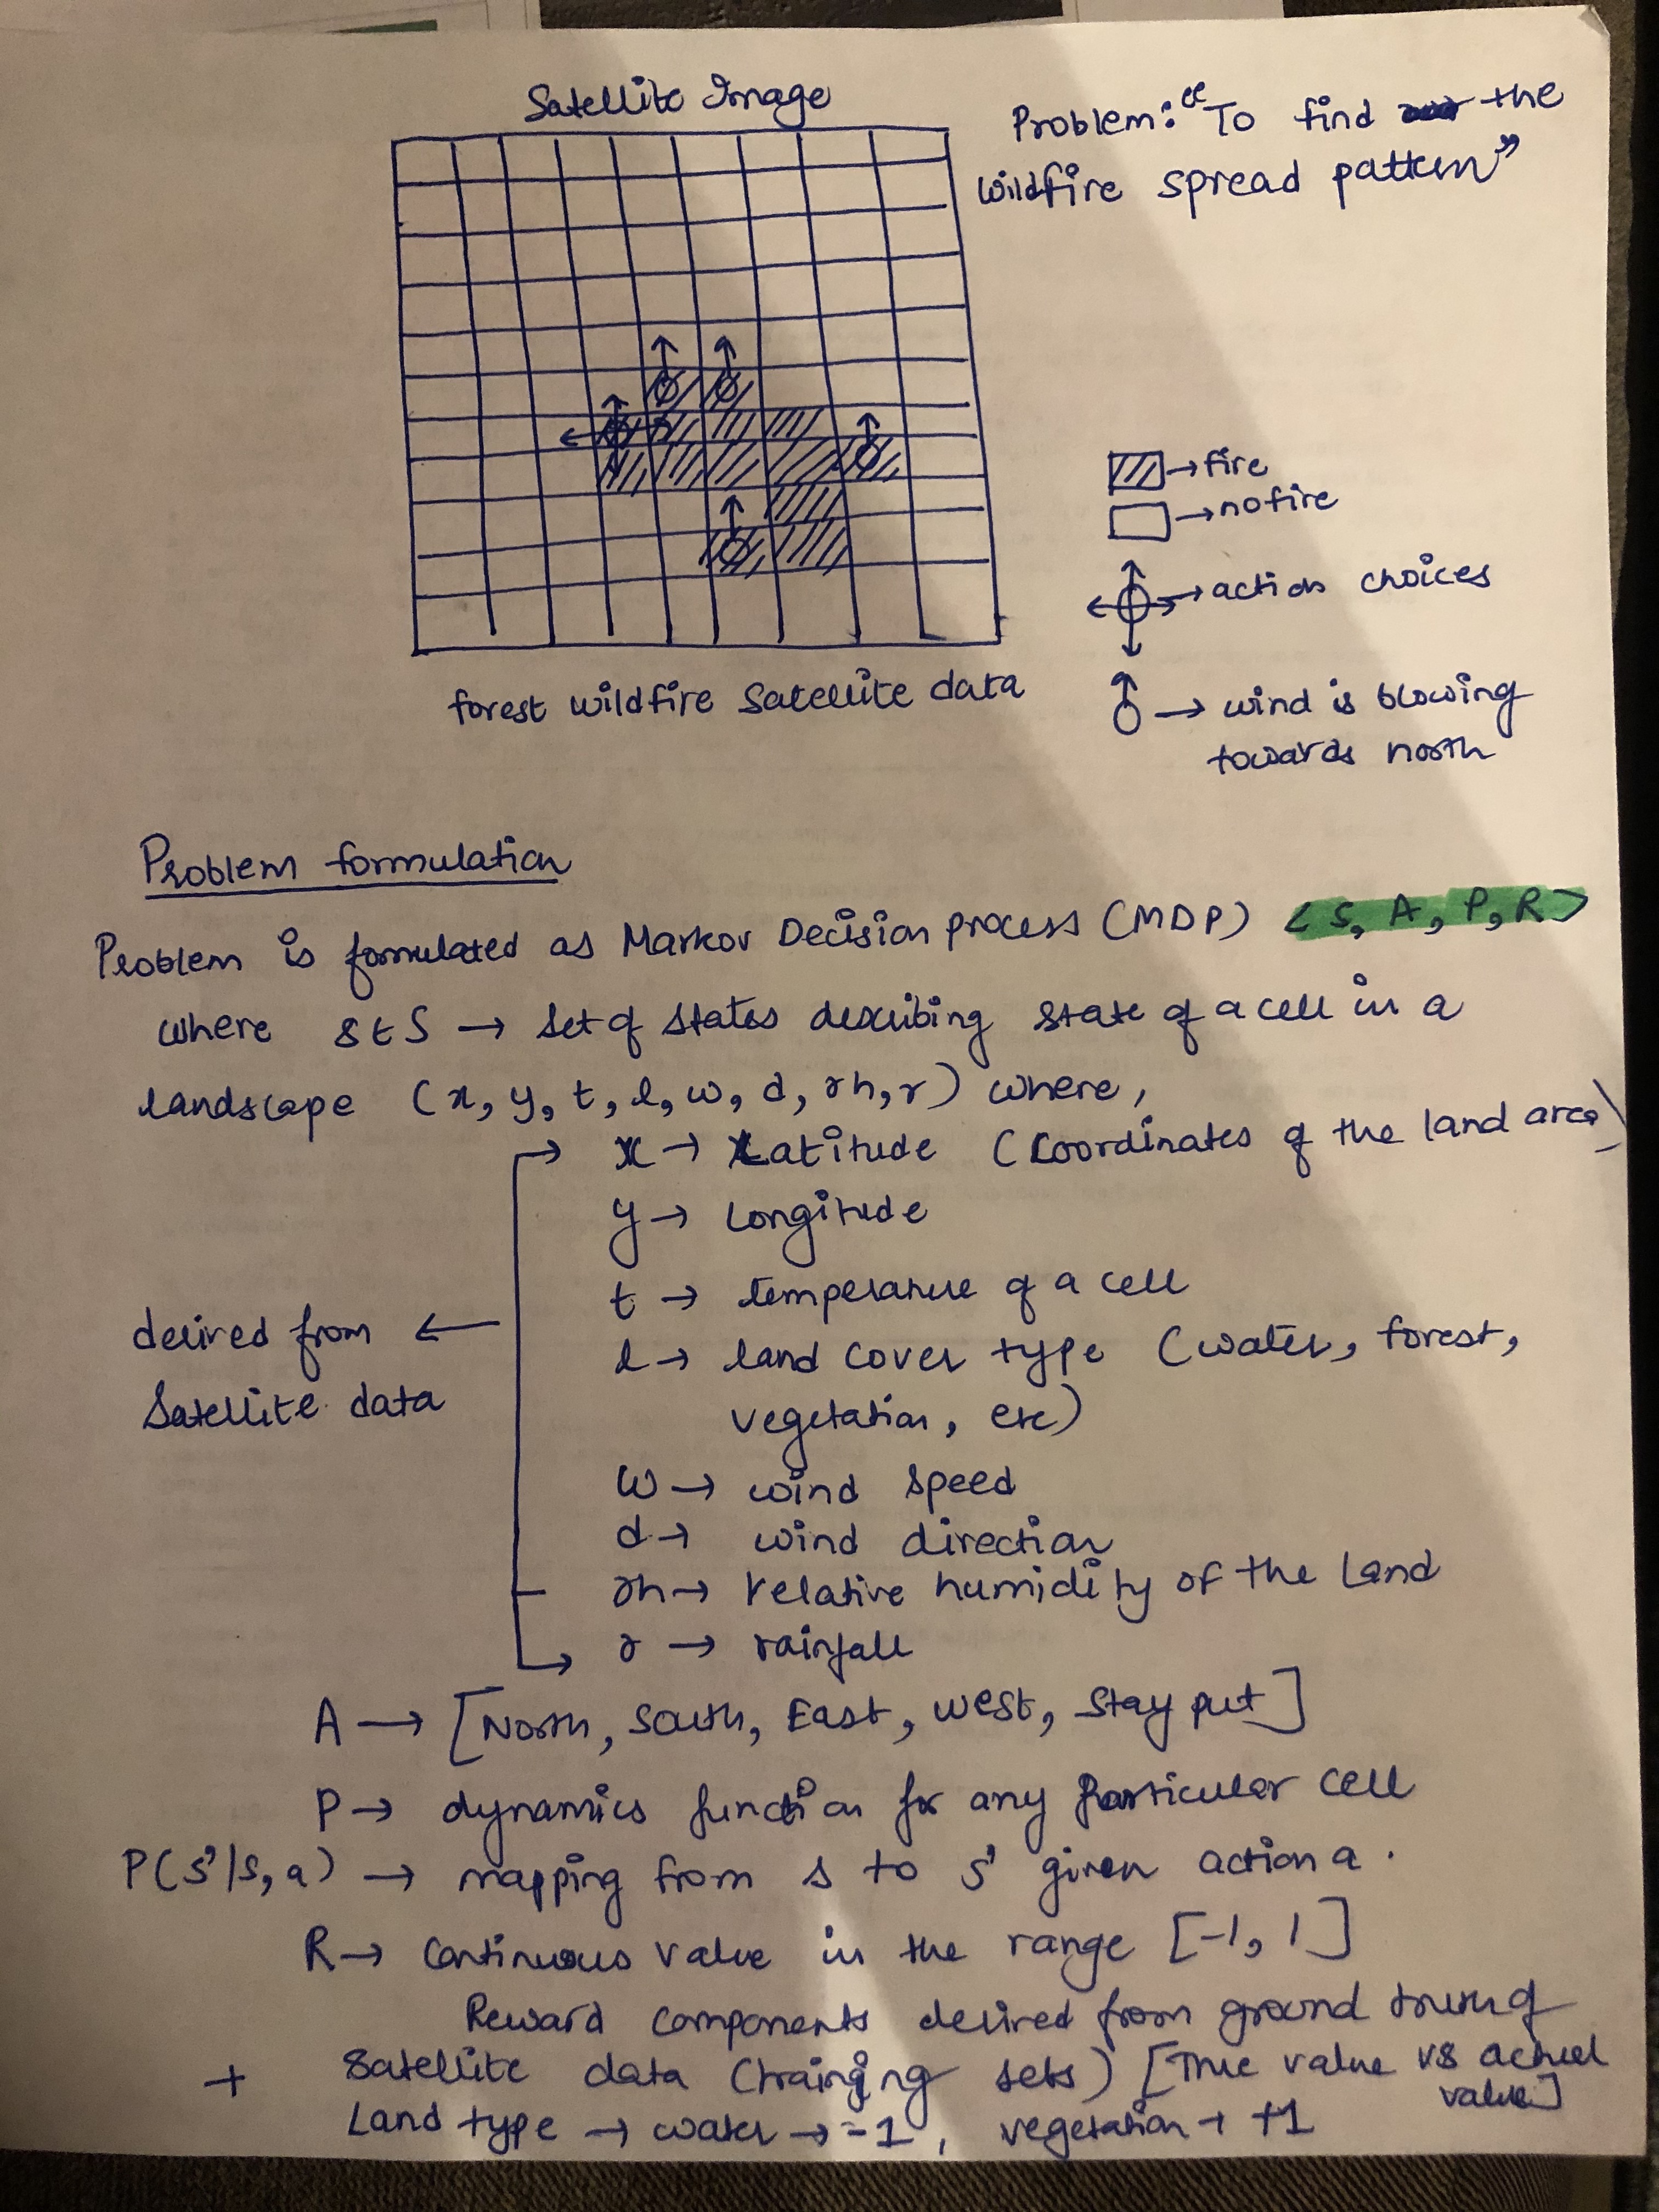 Satellite Image
Problem: "To find the
wildfire spread pattern"
→ fire
→ no fire
→ action choices
→ wind is blowing
towards north
forest wildfire Satellite data
Problem formulation
Problem is formulated as Markov Decision process (MDP) < S, A, P, R >
where s ∈ S → set of states describing state of a cell in a
landscape (x, y, t, l, w, d, rh, r) where,
x → Latitude (Coordinates of the land area)
y → Longitude
t → temperature of a cell
l → land cover type (water, forest,
vegetation, etc)
w → wind speed
d → wind direction
rh → relative humidity of the land
r → rainfall
derived from ←
Satellite data
A → [North, South, East, West, Stay put]
P → dynamics function for any particular cell
P(s'|s, a) → mapping from s to s' given action a.
R → Continuous value in the range [-1, 1]
Reward components derived from ground truth of
+ Satellite data (training sets) [True value vs actual
value]
Land type → water → -1, vegetation → +1